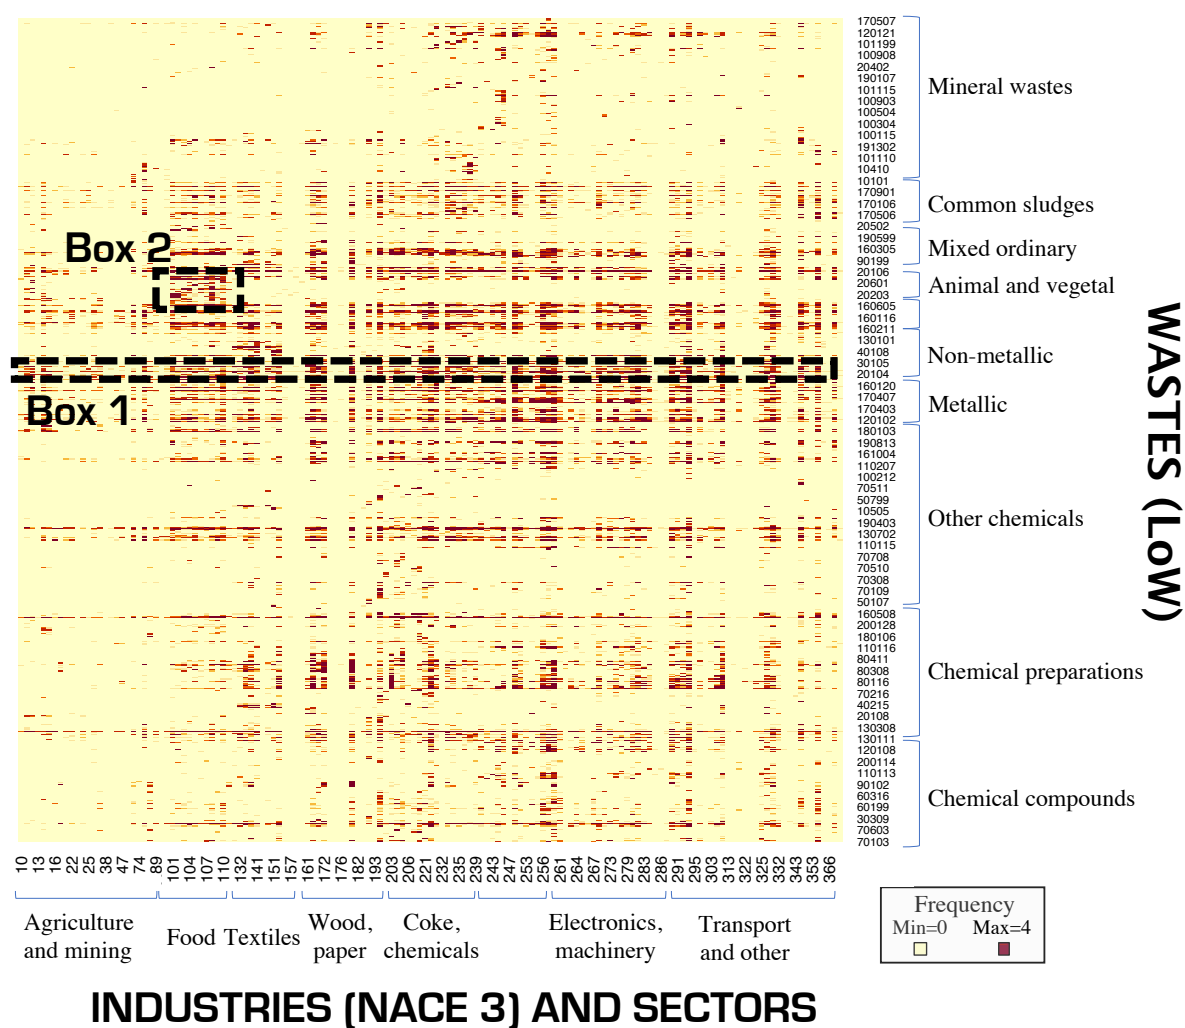 170507
120121
101199
100908
20402
190107
101115
100903
100504
100304
100115
191302
101110
10410
10101
170901
170106
170506
20502
190599
160305
90199
20106
20601
20203
160605
160116
160211
130101
40108
30105
20104
160120
170407
170403
120102
180103
190813
161004
110207
100212
70511
50799
10505
190403
130702
110115
70708
70510
70308
70109
50107
160508
200128
180106
110116
80411
80308
80116
70216
40215
20108
130308
130111
120108
200114
110113
90102
60316
60199
30309
70603
70103
Mineral wastes
Common sludges
Mixed ordinary
Animal and vegetal
Non-metallic
Metallic
Other chemicals
Chemical preparations
Chemical compounds
WASTES (LoW)
Box 2
Box 1
10 13 16 22 25 38 47 74 89 101 104 107 110 132 141 151 157 161 172 176 182 193 203 206 221 232 235 239 243 247 253 256 261 264 267 273 279 283 286 291 295 303 313 322 325 332 343 353 366
Agriculture
and mining
Food
Textiles
Wood,
paper
Coke,
chemicals
Electronics,
machinery
Transport
and other
Frequency
Min=0 Max=4
INDUSTRIES (NACE 3) AND SECTORS